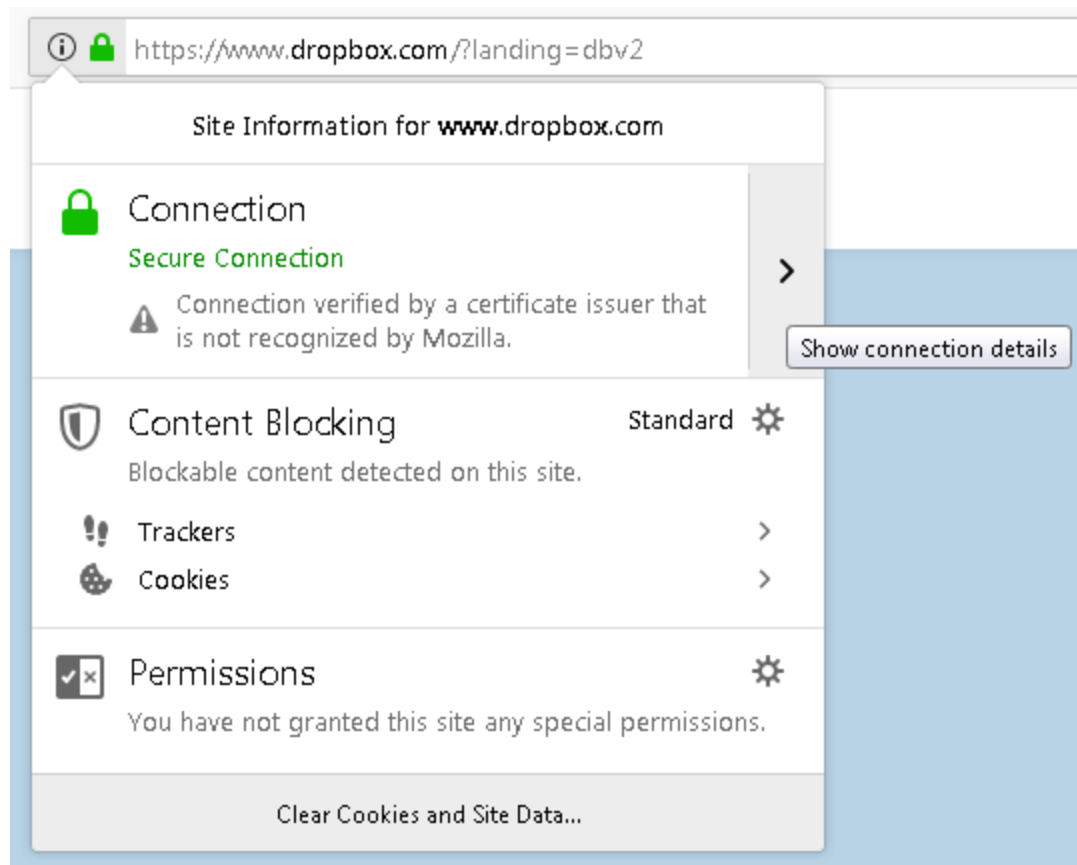 https://www.dropbox.com/?landing=dbv2
Site Information for www.dropbox.com
Connection
Secure Connection
Connection verified by a certificate issuer that
is not recognized by Mozilla.
Show connection details
Content Blocking
Standard
Blockable content detected on this site.
Trackers
Cookies
Permissions
You have not granted this site any special permissions.
Clear Cookies and Site Data...